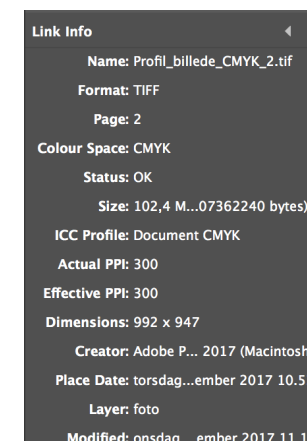 Link Info
Name: Profil_billede_CMYK_2.tif
Format: TIFF
Page: 2
Colour Space: CMYK
Status: OK
Size: 102,4 M...07362240 bytes)
ICC Profile: Document CMYK
Actual PPI: 300
Effective PPI: 300
Dimensions: 992 x 947
Creator: Adobe P... 2017 (Macintosh
Place Date: torsdag...ember 2017 10.5
Layer: foto
Modified: onsdag...ember 2017 11.1